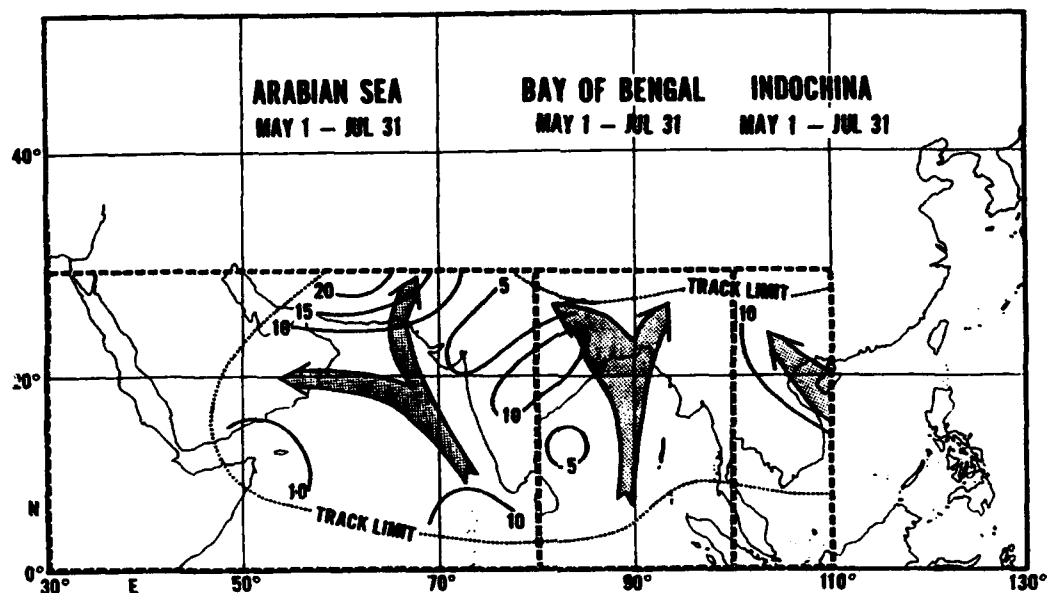 ARABIAN SEA
MAY 1 – JUL 31
BAY OF BENGAL
MAY 1 – JUL 31
INDOCHINA
MAY 1 – JUL 31
40°
20
15
10
5
TRACK LIMIT
10
20°
10
5
10
10
TRACK LIMIT
N
0°
30°
E
50°
70°
90°
110°
130°